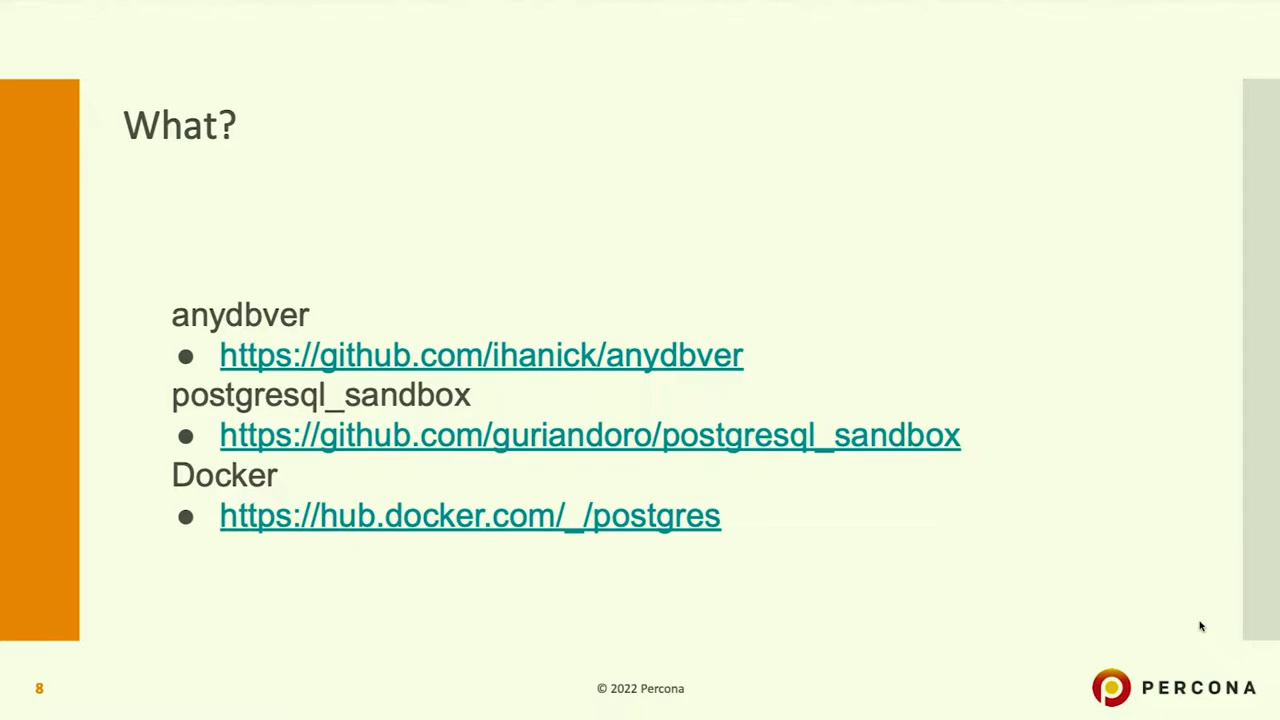 What?
anydbver
● https://github.com/ihanick/anydbver
postgresql_sandbox
● https://github.com/guriandoro/postgresql_sandbox
Docker
● https://hub.docker.com/_/postgres
8
© 2022 Percona
PERCONA